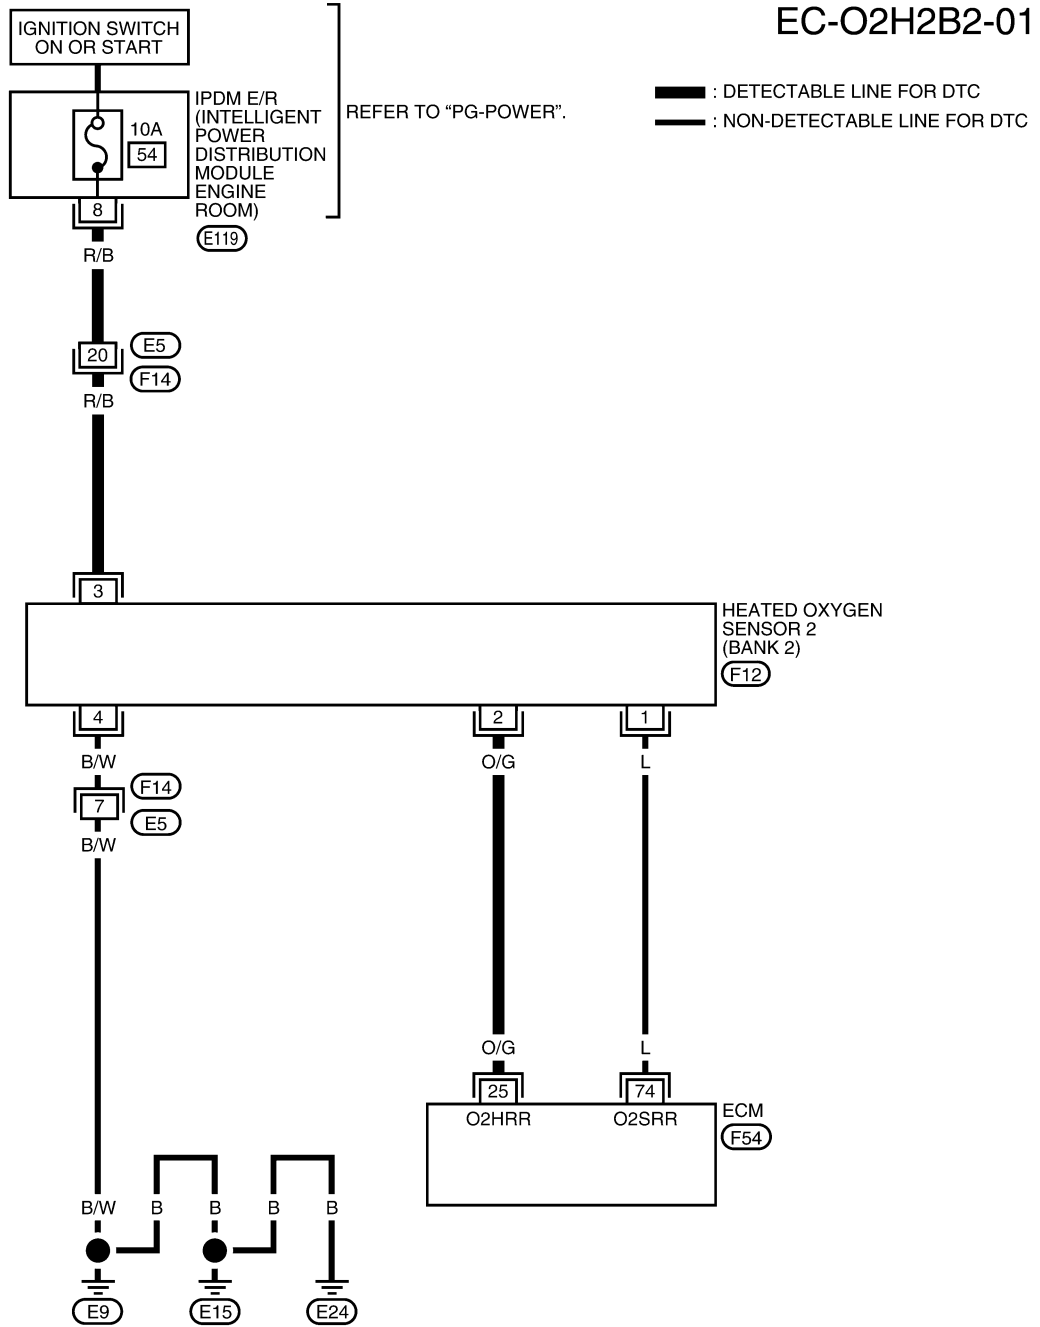 EC-O2H2B2-01
IGNITION SWITCH
ON OR START
: DETECTABLE LINE FOR DTC
: NON-DETECTABLE LINE FOR DTC
IPDM E/R
(INTELLIGENT
POWER
DISTRIBUTION
MODULE
ENGINE
ROOM)
E119
REFER TO “PG-POWER”.
10A
54
8
R/B
20
E5
F14
R/B
3
HEATED OXYGEN
SENSOR 2
(BANK 2)
F12
4
2
1
B/W
O/G
L
F14
7
E5
B/W
O/G
L
25
74
O2HRR
O2SRR
ECM
F54
B/W
B
B
B
B
E9
E15
E24